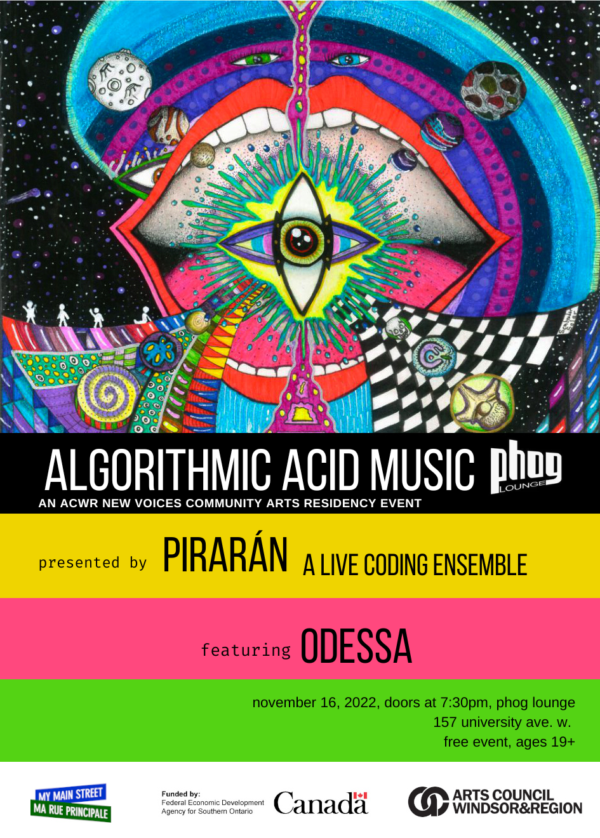 ALGORITHMIC ACID MUSIC
phog
LOUNGE
AN ACWR NEW VOICES COMMUNITY ARTS RESIDENCY EVENT
presented by PIRARÁN A LIVE CODING ENSEMBLE
featuring ODESSA
november 16, 2022, doors at 7:30pm, phog lounge
157 university ave. w.
free event, ages 19+
MY MAIN STREET
MA RUE PRINCIPALE
Funded by:
Federal Economic Development
Agency for Southern Ontario
Canada
ARTS COUNCIL
WINDSOR&REGION